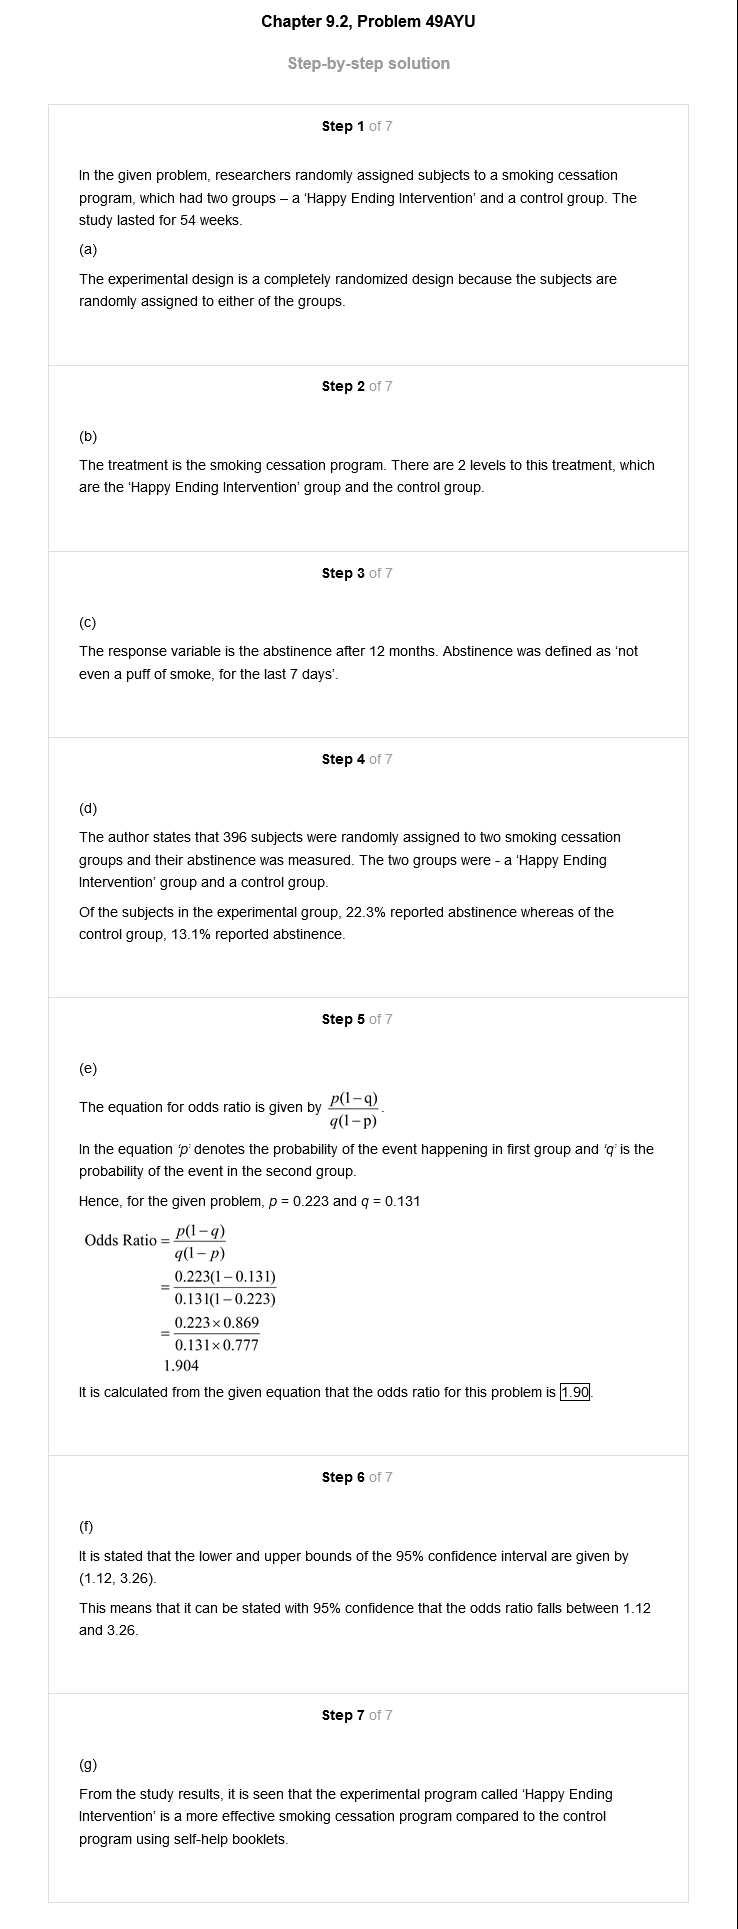 Chapter 9.2, Problem 49AYU
Step-by-step solution
Step 1 of 7
In the given problem, researchers randomly assigned subjects to a smoking cessation
program, which had two groups – a ‘Happy Ending Intervention’ and a control group. The
study lasted for 54 weeks.
(a)
The experimental design is a completely randomized design because the subjects are
randomly assigned to either of the groups.
Step 2 of 7
(b)
The treatment is the smoking cessation program. There are 2 levels to this treatment, which
are the ‘Happy Ending Intervention’ group and the control group.
Step 3 of 7
(c)
The response variable is the abstinence after 12 months. Abstinence was defined as ‘not
even a puff of smoke, for the last 7 days’.
Step 4 of 7
(d)
The author states that 396 subjects were randomly assigned to two smoking cessation
groups and their abstinence was measured. The two groups were - a ‘Happy Ending
Intervention’ group and a control group.
Of the subjects in the experimental group, 22.3% reported abstinence whereas of the
control group, 13.1% reported abstinence.
Step 5 of 7
(e)
The equation for odds ratio is given by p(1−q)/q(1−p).
In the equation ‘p’ denotes the probability of the event happening in first group and ‘q’ is the
probability of the event in the second group.
Hence, for the given problem, p = 0.223 and q = 0.131
Odds Ratio = p(1−q)/q(1−p)
= 0.223(1−0.131)/0.131(1−0.223)
= 0.223×0.869/0.131×0.777
1.904
It is calculated from the given equation that the odds ratio for this problem is 1.90.
Step 6 of 7
(f)
It is stated that the lower and upper bounds of the 95% confidence interval are given by
(1.12, 3.26).
This means that it can be stated with 95% confidence that the odds ratio falls between 1.12
and 3.26.
Step 7 of 7
(g)
From the study results, it is seen that the experimental program called ‘Happy Ending
Intervention’ is a more effective smoking cessation program compared to the control
program using self-help booklets.